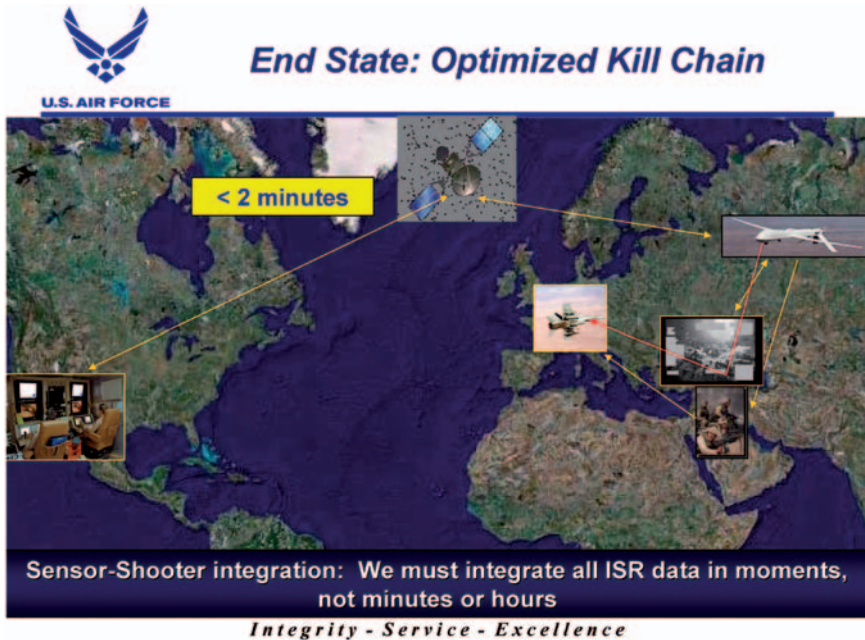 End State: Optimized Kill Chain
U.S. AIR FORCE
< 2 minutes
Sensor-Shooter integration: We must integrate all ISR data in moments,
not minutes or hours
Integrity - Service - Excellence